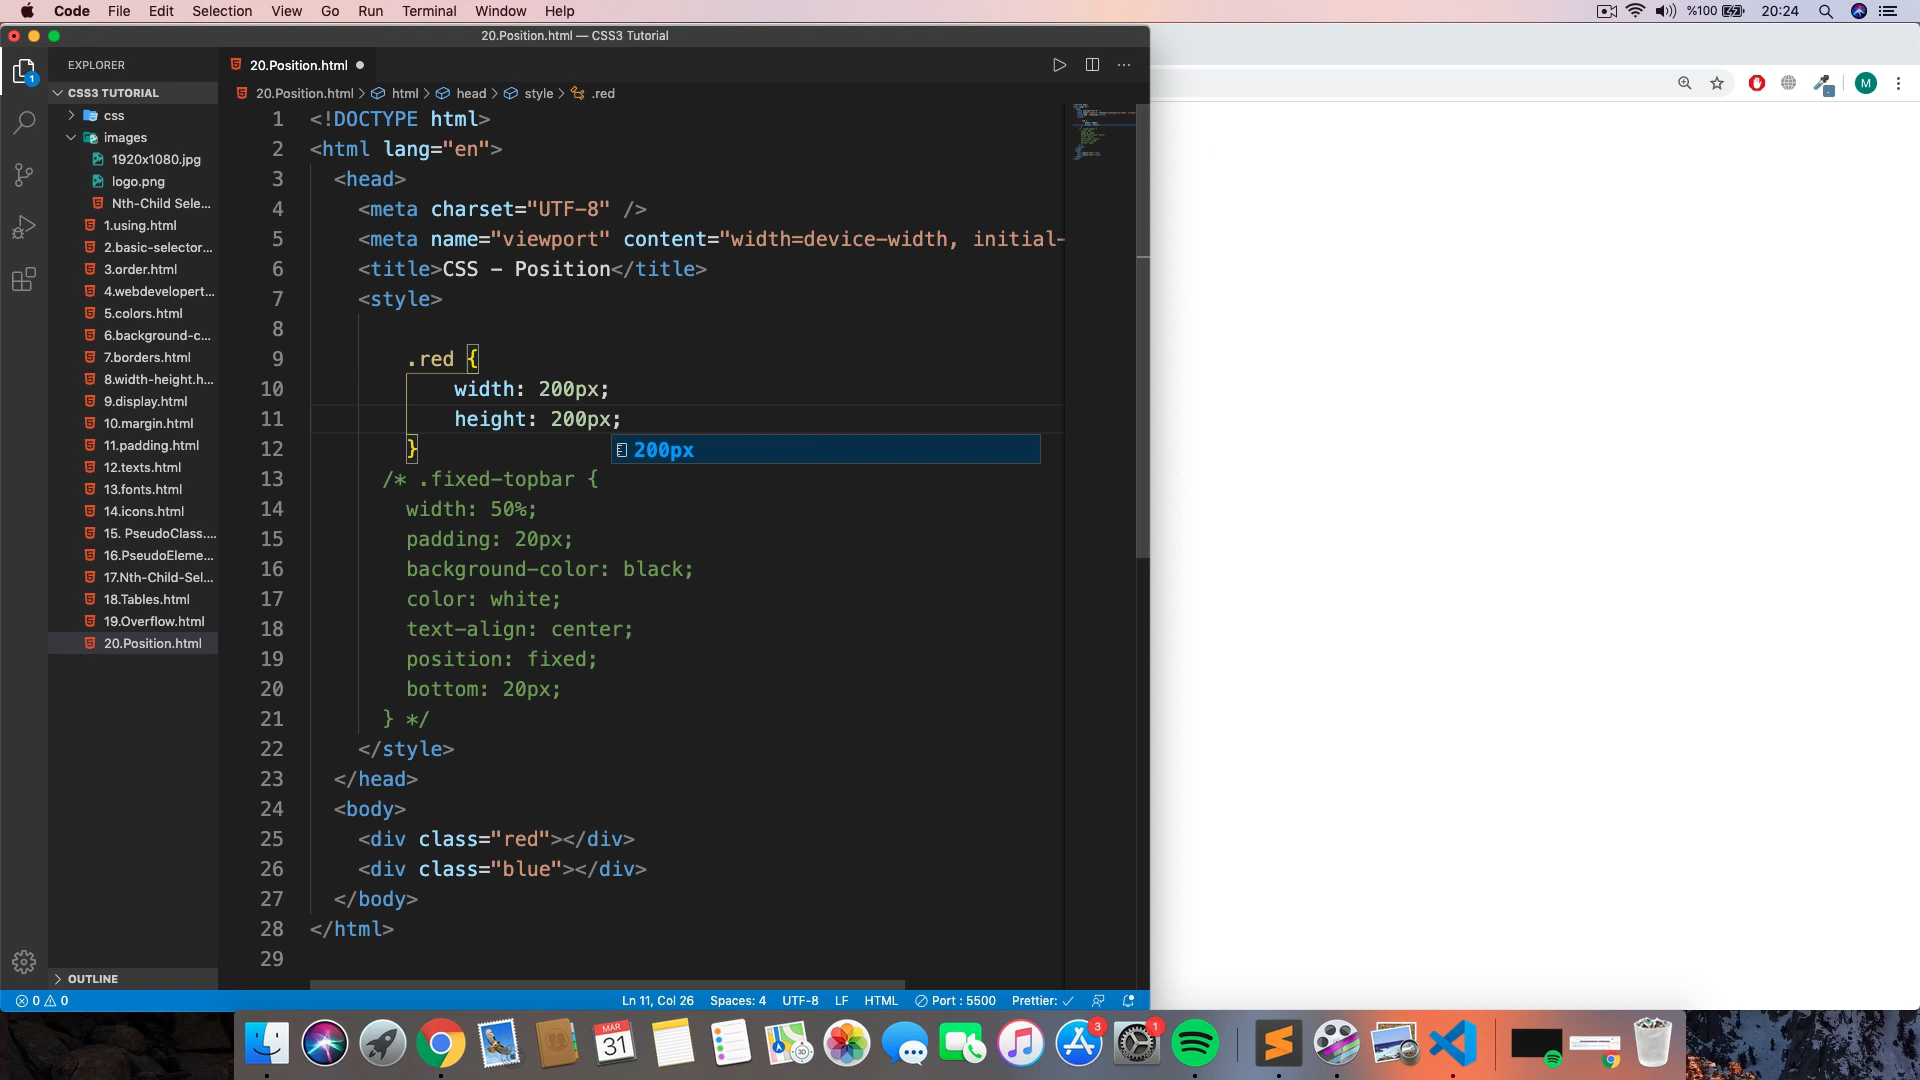 Code File Edit Selection View Go Run Terminal Window Help %100 20:24
20.Position.html — CSS3 Tutorial
EXPLORER
20.Position.html
CSS3 TUTORIAL
20.Position.html > html > head > style > .red
css
images
1920x1080.jpg
logo.png
Nth-Child Sele...
1.using.html
2.basic-selector...
3.order.html
4.webdevelopert...
5.colors.html
6.background-c...
7.borders.html
8.width-height.h...
9.display.html
10.margin.html
11.padding.html
12.texts.html
13.fonts.html
14.icons.html
15. PseudoClass....
16.PseudoEleme...
17.Nth-Child-Sel...
18.Tables.html
19.Overflow.html
20.Position.html
OUTLINE
1 <!DOCTYPE html>
2 <html lang="en">
3 <head>
4 <meta charset="UTF-8" />
5 <meta name="viewport" content="width=device-width, initial-
6 <title>CSS - Position</title>
7 <style>
8
9 .red {
10 width: 200px;
11 height: 200px;
12 }
200px
13 /* .fixed-topbar {
14 width: 50%;
15 padding: 20px;
16 background-color: black;
17 color: white;
18 text-align: center;
19 position: fixed;
20 bottom: 20px;
21 } */
22 </style>
23 </head>
24 <body>
25 <div class="red"></div>
26 <div class="blue"></div>
27 </body>
28 </html>
29
M
1
0 0 Ln 11, Col 26 Spaces: 4 UTF-8 LF HTML Port : 5500 Prettier: ✓
MAR
31
3
1